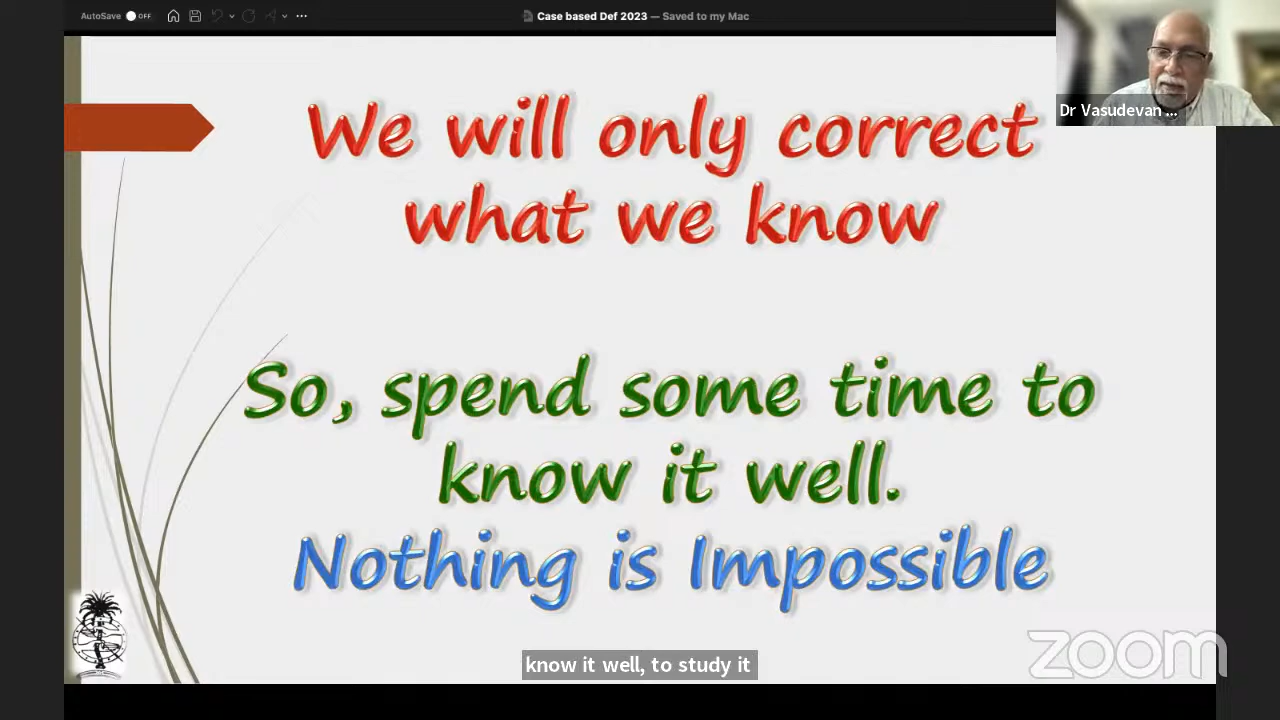 AutoSave OFF
Case based Def 2023 — Saved to my Mac
Dr Vasudevan ...
We will only correct
what we know
So, spend some time to
know it well.
Nothing is Impossible
know it well, to study it
zoom